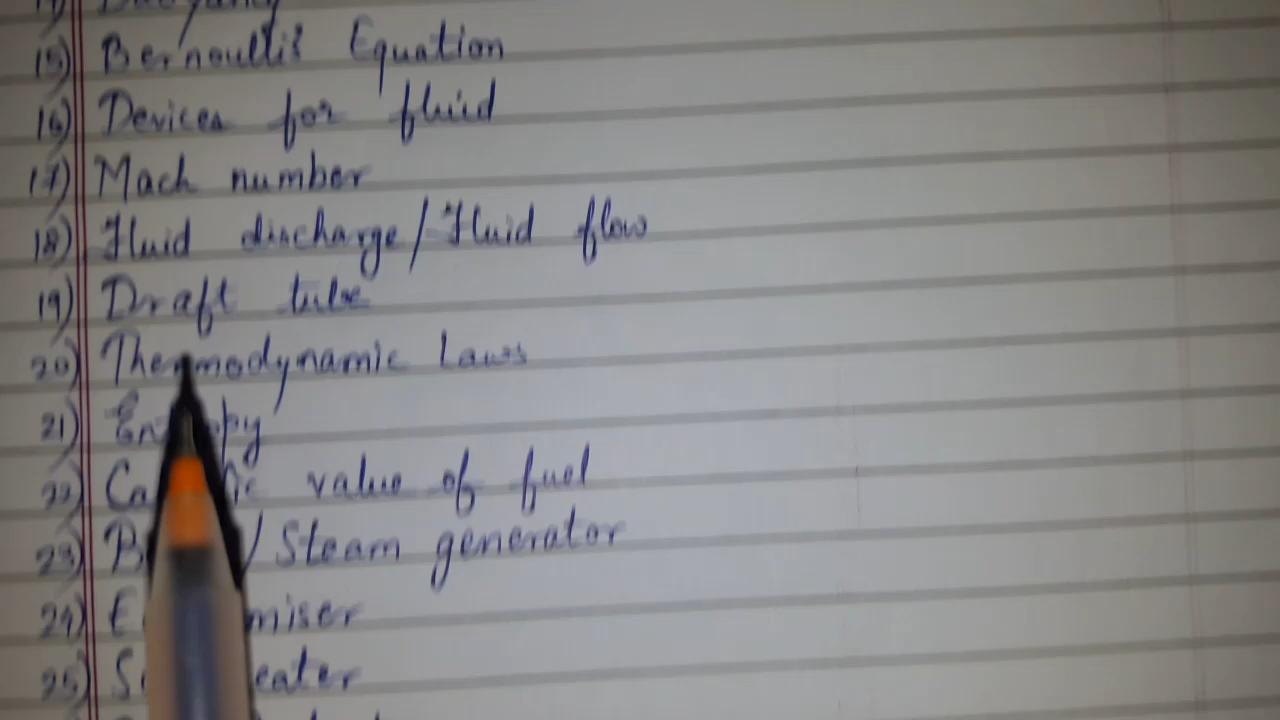 15) Bernoulli's Equation
16) Devices for fluid
17) Mach number
18) Fluid discharge/Fluid flow
19) Draft tube
20) Thermodynamic Laws
21)
22) value of fuel
23) / Steam generator
24)
25)